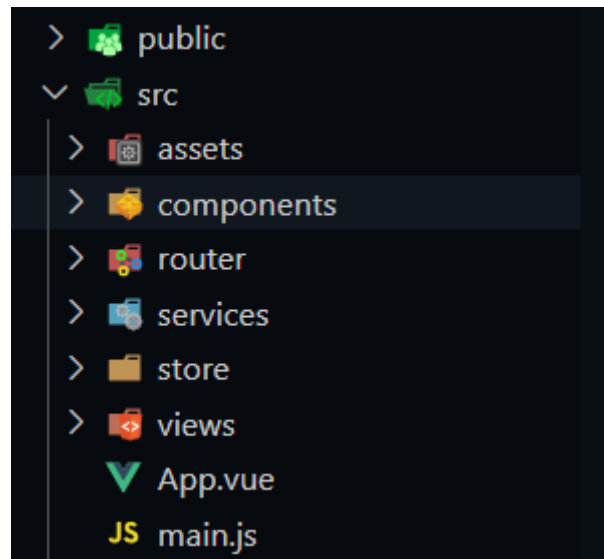 public
src
assets
components
router
services
store
views
App.vue
JS main.js